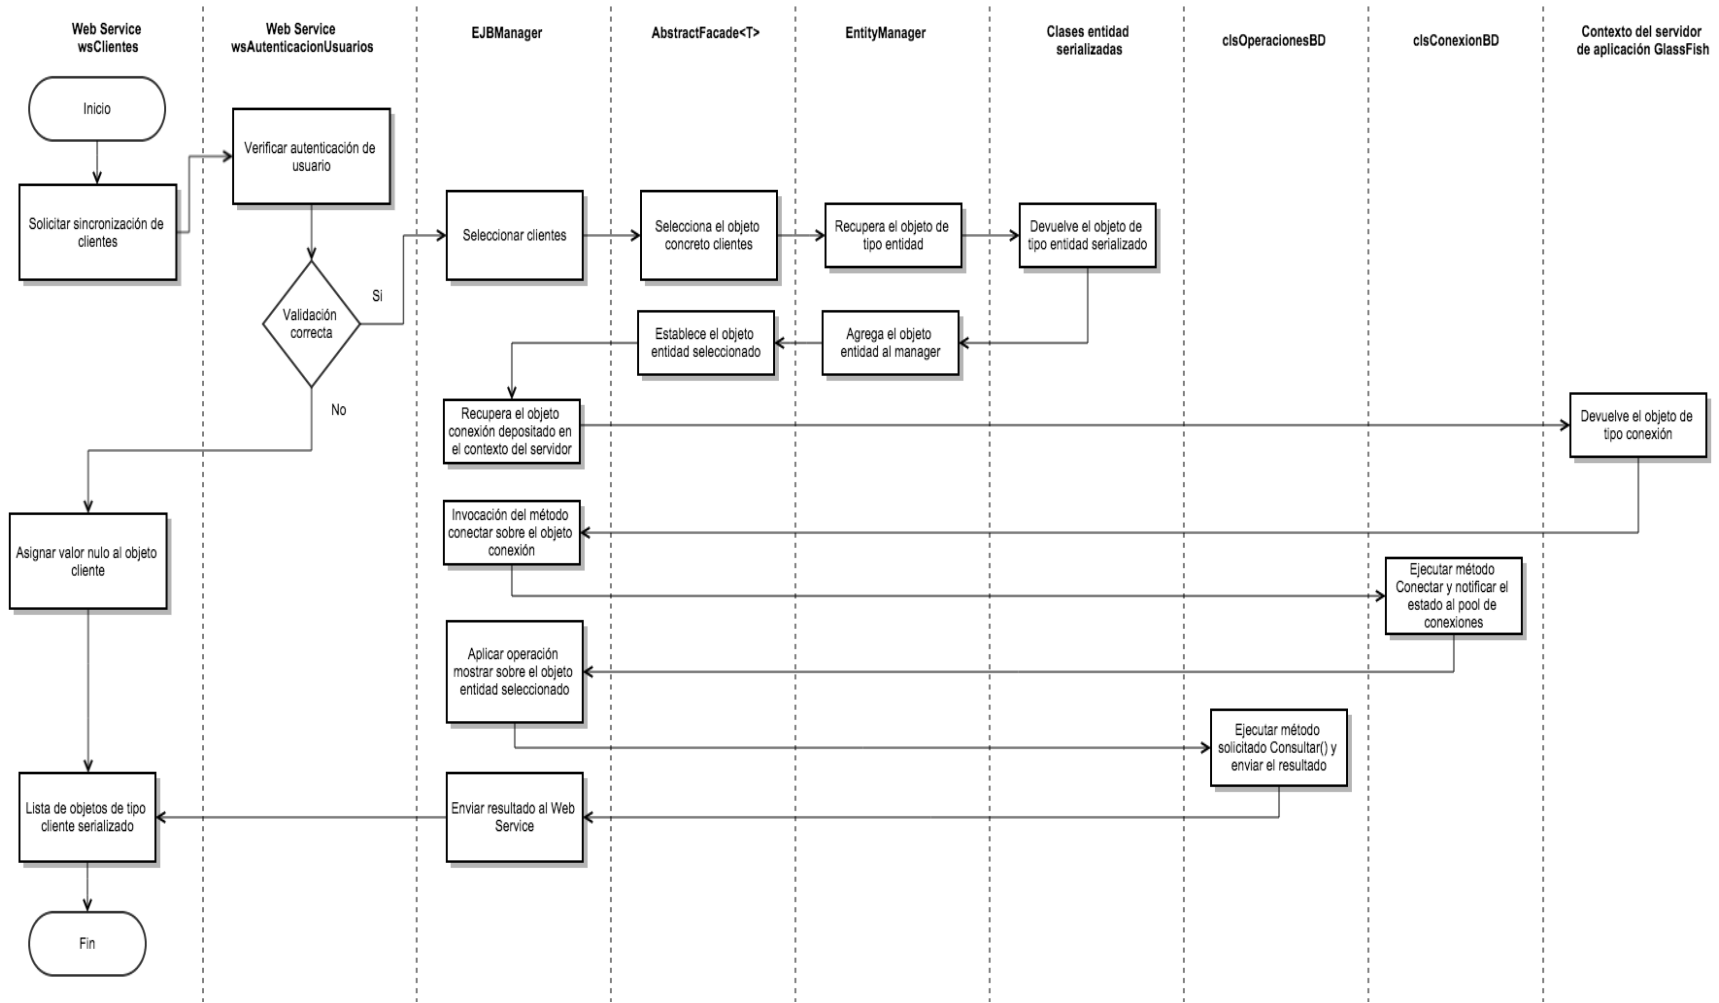 Web Service
wsClientes
Web Service
wsAutenticacionUsuarios
EJBManager
AbstractFacade<T>
EntityManager
Clases entidad
serializadas
clsOperacionesBD
clsConexionBD
Contexto del servidor
de aplicación GlassFish
Inicio
Solicitar sincronización de
clientes
Verificar autenticación de
usuario
Validación
correcta
Si
No
Seleccionar clientes
Selecciona el objeto
concreto clientes
Recupera el objeto de
tipo entidad
Devuelve el objeto de
tipo entidad serializado
Agrega el objeto
entidad al manager
Establece el objeto
entidad seleccionado
Recupera el objeto
conexión depositado en
el contexto del servidor
Devuelve el objeto de
tipo conexión
Invocación del método
conectar sobre el objeto
conexión
Ejecutar método
Conectar y notificar el
estado al pool de
conexiones
Aplicar operación
mostrar sobre el objeto
entidad seleccionado
Ejecutar método
solicitado Consultar() y
enviar el resultado
Enviar resultado al Web
Service
Asignar valor nulo al objeto
cliente
Lista de objetos de tipo
cliente serializado
Fin